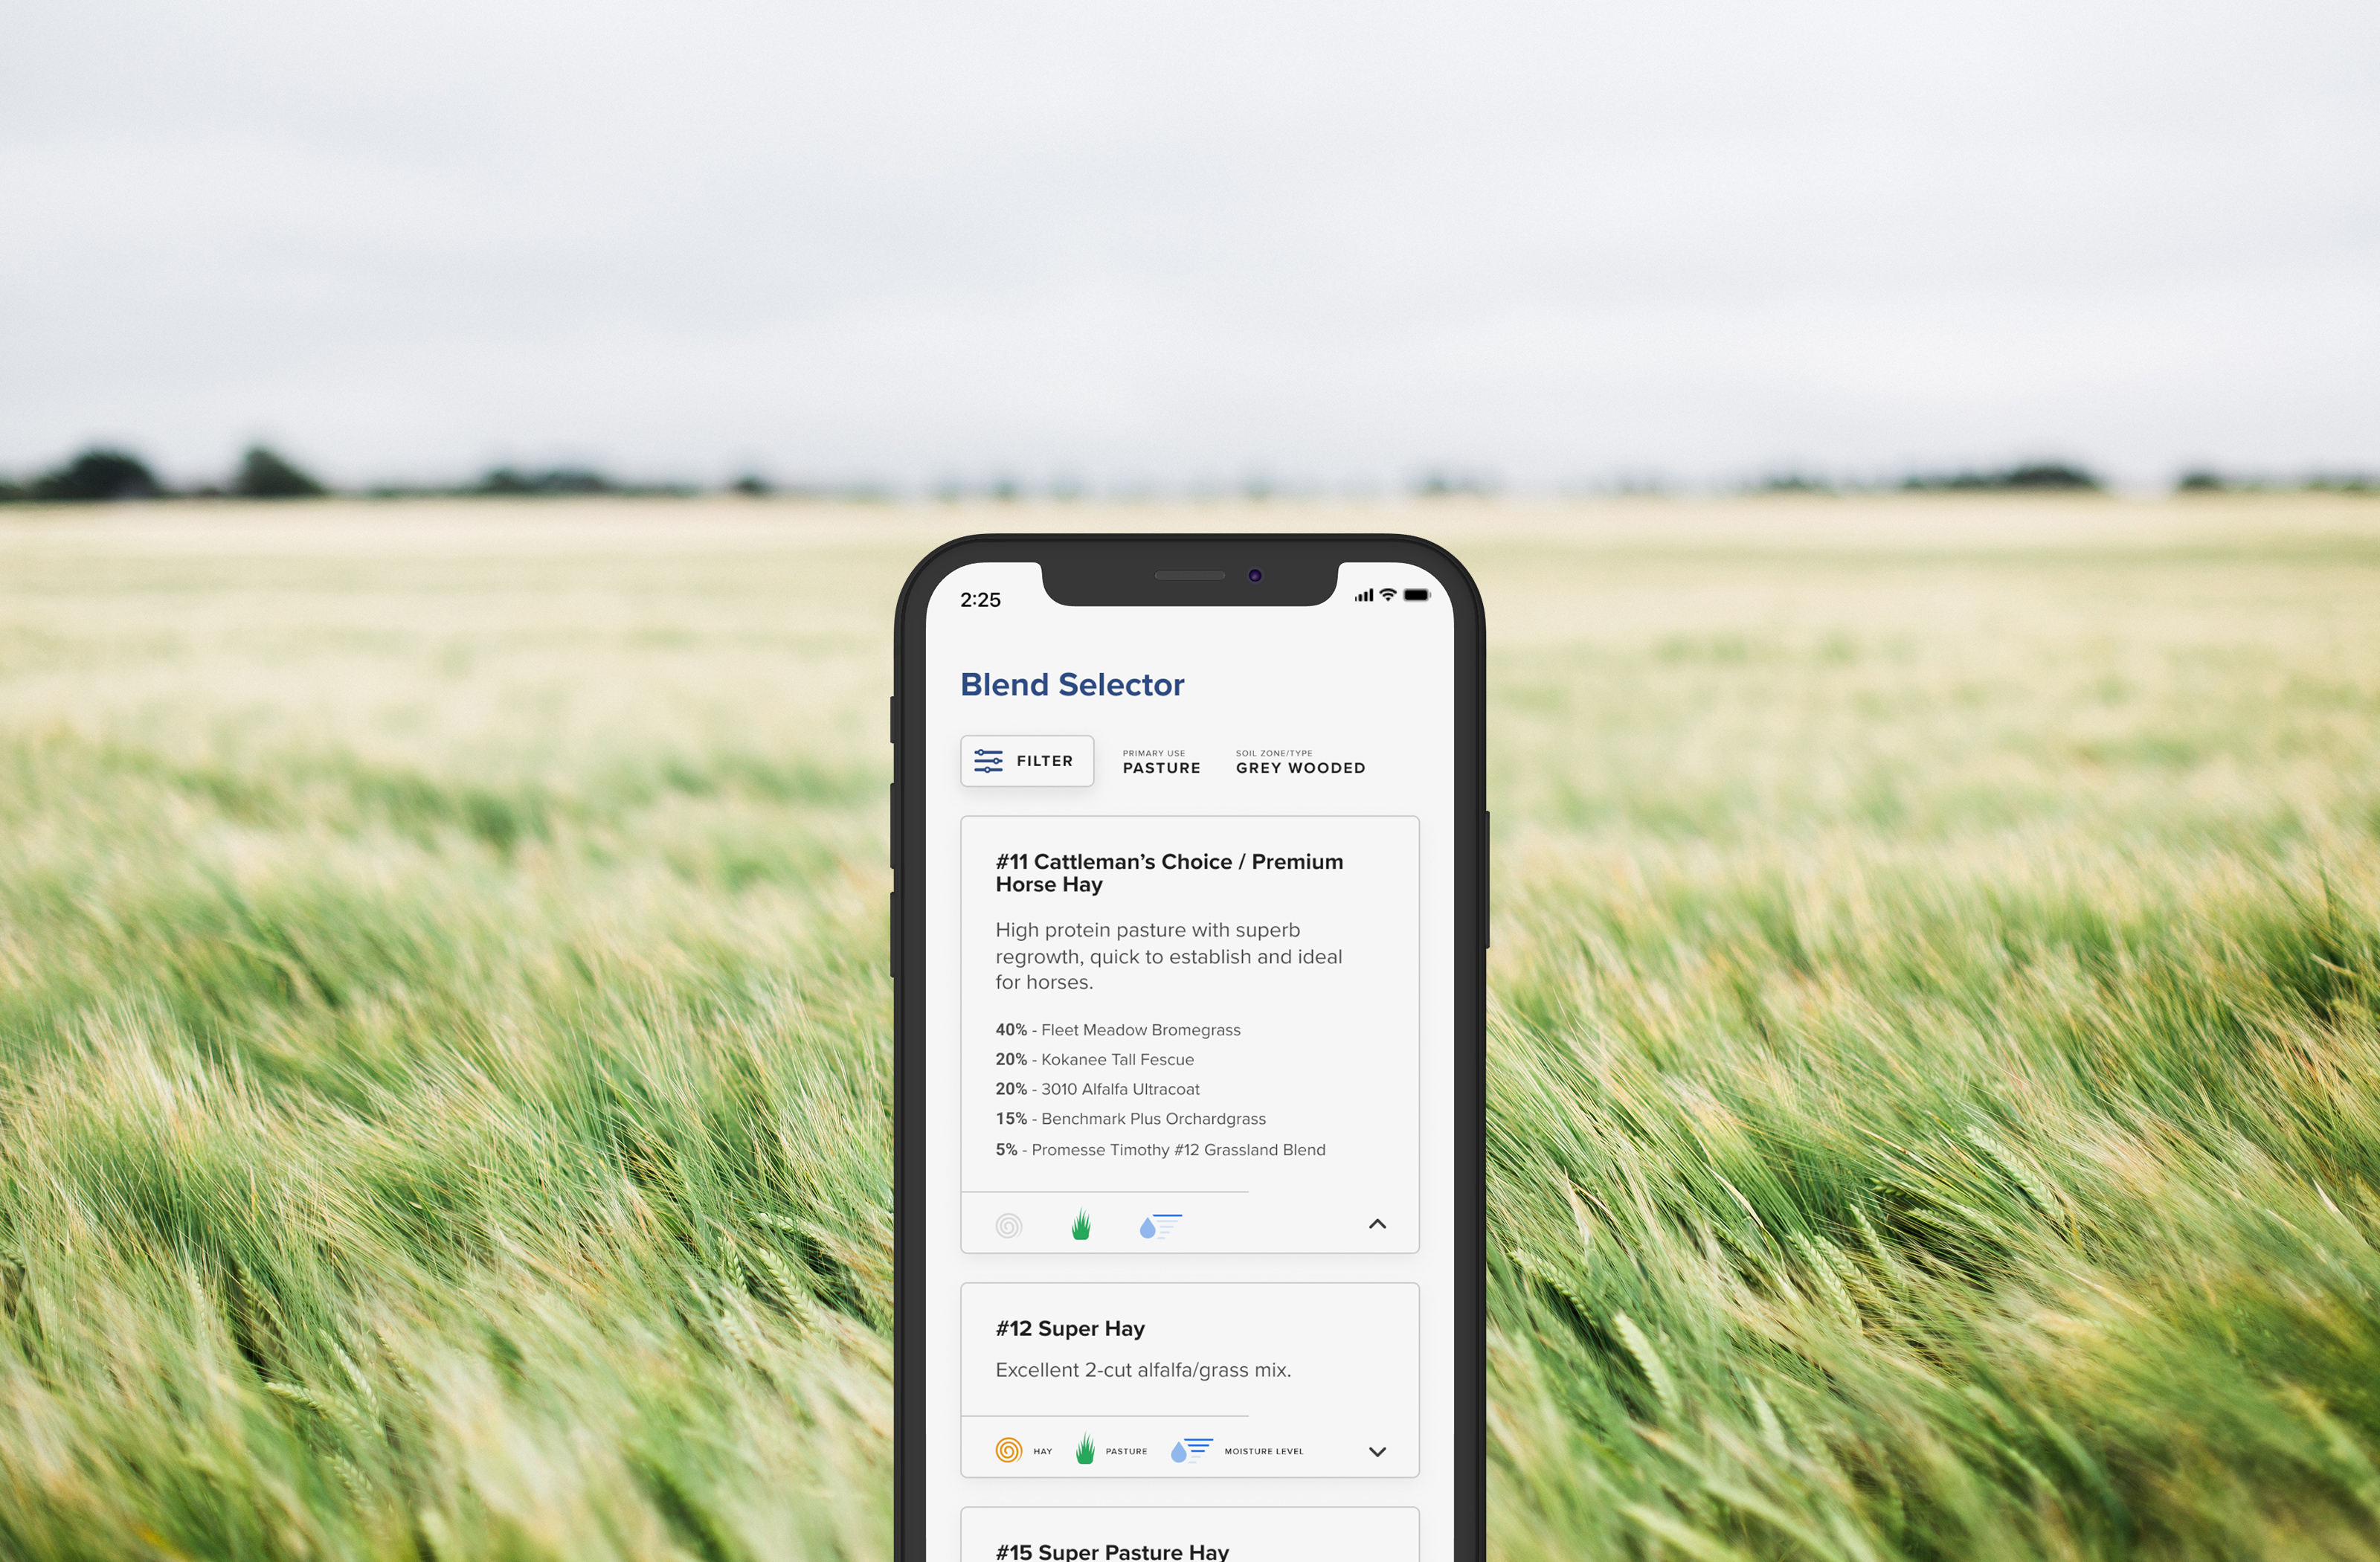 2:25
Blend Selector
FILTER
PRIMARY USE
PASTURE
SOIL ZONE/TYPE
GREY WOODED
#11 Cattleman’s Choice / Premium
Horse Hay
High protein pasture with superb
regrowth, quick to establish and ideal
for horses.
40% - Fleet Meadow Bromegrass
20% - Kokanee Tall Fescue
20% - 3010 Alfalfa Ultracoat
15% - Benchmark Plus Orchardgrass
5% - Promesse Timothy #12 Grassland Blend
#12 Super Hay
Excellent 2-cut alfalfa/grass mix.
HAY PASTURE MOISTURE LEVEL
#15 Super Pasture Hay